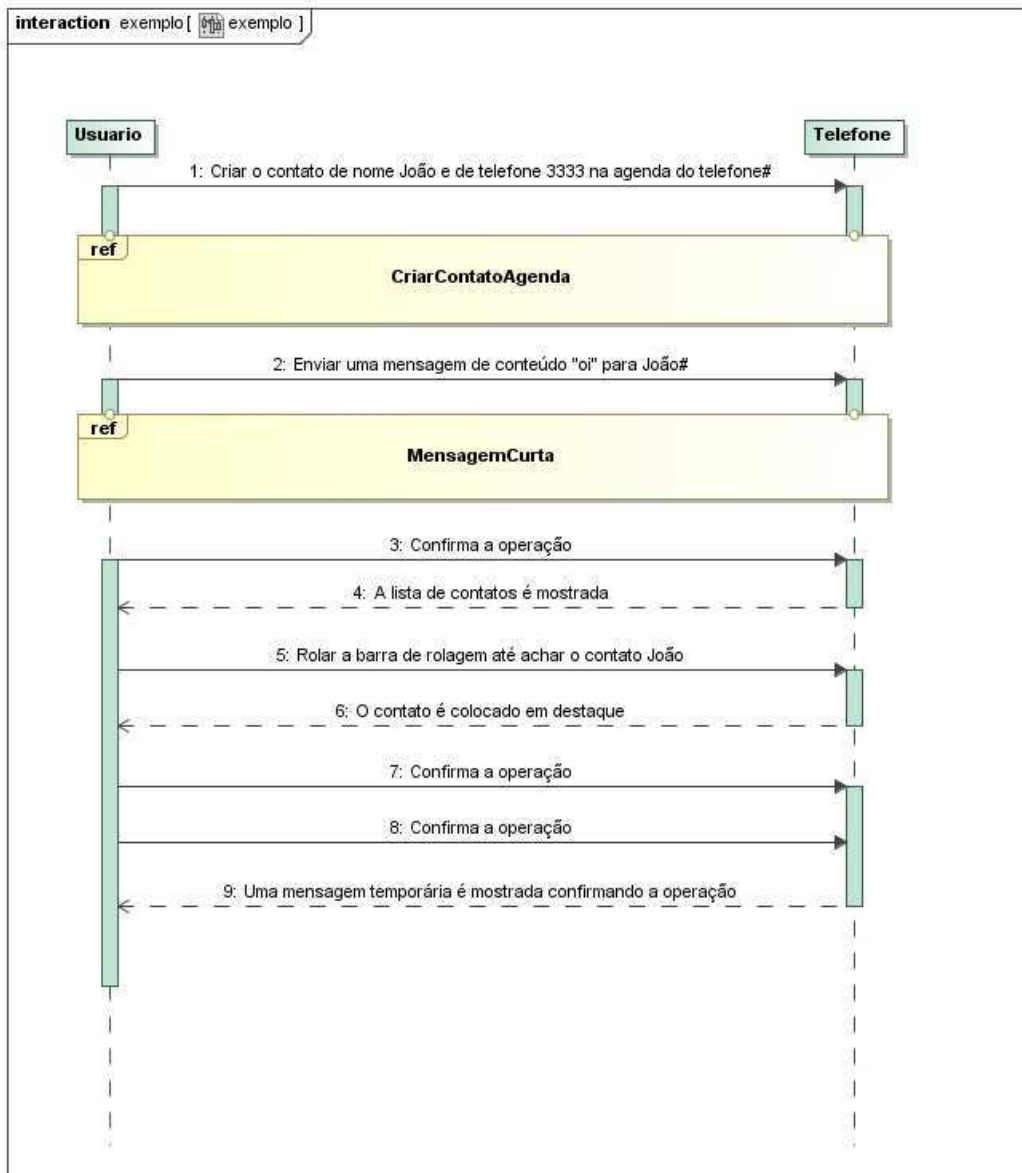 interaction exemplo [ exemplo ]
Usuario
Telefone
1: Criar o contato de nome João e de telefone 3333 na agenda do telefone#
ref
CriarContatoAgenda
2: Enviar uma mensagem de conteúdo "oi" para João#
ref
MensagemCurta
3: Confirma a operação
4: A lista de contatos é mostrada
5: Rolar a barra de rolagem até achar o contato João
6: O contato é colocado em destaque
7: Confirma a operação
8: Confirma a operação
9: Uma mensagem temporária é mostrada confirmando a operação